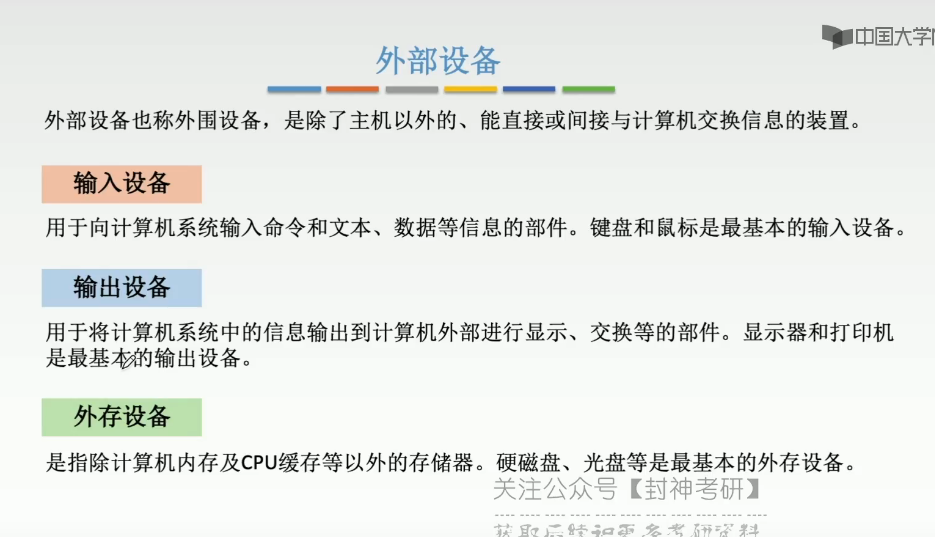 中国大学
外部设备
外部设备也称外围设备，是除了主机以外的、能直接或间接与计算机交换信息的装置。
输入设备
用于向计算机系统输入命令和文本、数据等信息的部件。键盘和鼠标是最基本的输入设备。
输出设备
用于将计算机系统中的信息输出到计算机外部进行显示、交换等的部件。显示器和打印机
是最基本的输出设备。
外存设备
是指除计算机内存及CPU缓存等以外的存储器。硬磁盘、光盘等是最基本的外存设备。
关注公众号【封神考研】
获取后续初更多考研资料